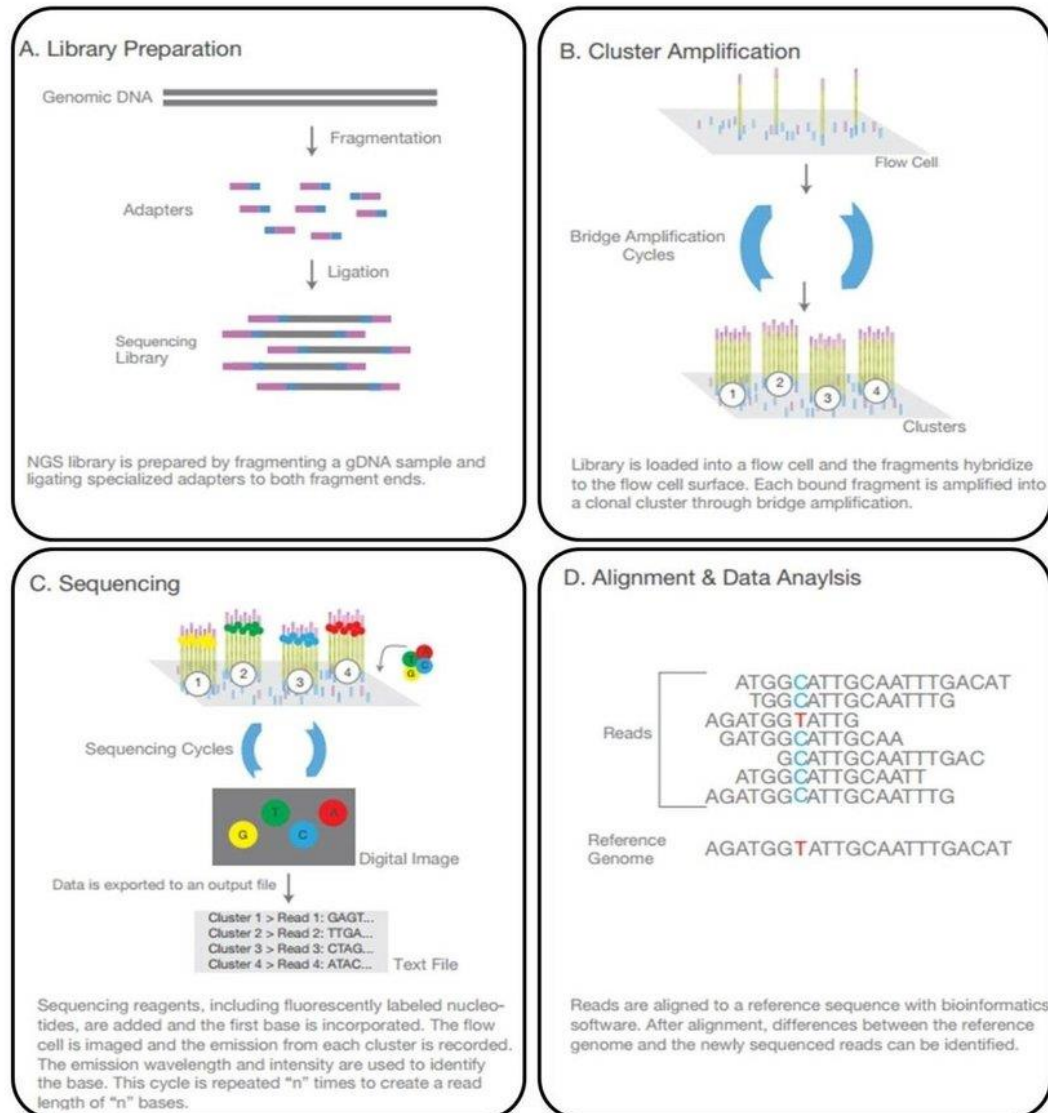 A. Library Preparation
Genomic DNA
Fragmentation
Adapters
Ligation
Sequencing
Library
NGS library is prepared by fragmenting a gDNA sample and
ligating specialized adapters to both fragment ends.
B. Cluster Amplification
Flow Cell
Bridge Amplification
Cycles
1
2
3
4
Clusters
Library is loaded into a flow cell and the fragments hybridize
to the flow cell surface. Each bound fragment is amplified into
a clonal cluster through bridge amplification.
C. Sequencing
1
2
3
4
T
C
G
Sequencing Cycles
T
A
G
C
Digital Image
Data is exported to an output file
Cluster 1 > Read 1: GAGT...
Cluster 2 > Read 2: TTGA...
Cluster 3 > Read 3: CTAG...
Cluster 4 > Read 4: ATAC...
Text File
Sequencing reagents, including fluorescently labeled nucleo-
tides, are added and the first base is incorporated. The flow
cell is imaged and the emission from each cluster is recorded.
The emission wavelength and intensity are used to identify
the base. This cycle is repeated “n” times to create a read
length of “n” bases.
D. Alignment & Data Anaylsis
Reads
ATGGCATTGCAATTTGACAT
TGGCATTGCAATTTG
AGATGGTATTG
GATGGCATTGCAA
GCATTGCAATTTGAC
ATGGCATTGCAATT
AGATGGCATTGCAATTTG
Reference
Genome
AGATGGTATTGCAATTTGACAT
Reads are aligned to a reference sequence with bioinformatics
software. After alignment, differences between the reference
genome and the newly sequenced reads can be identified.